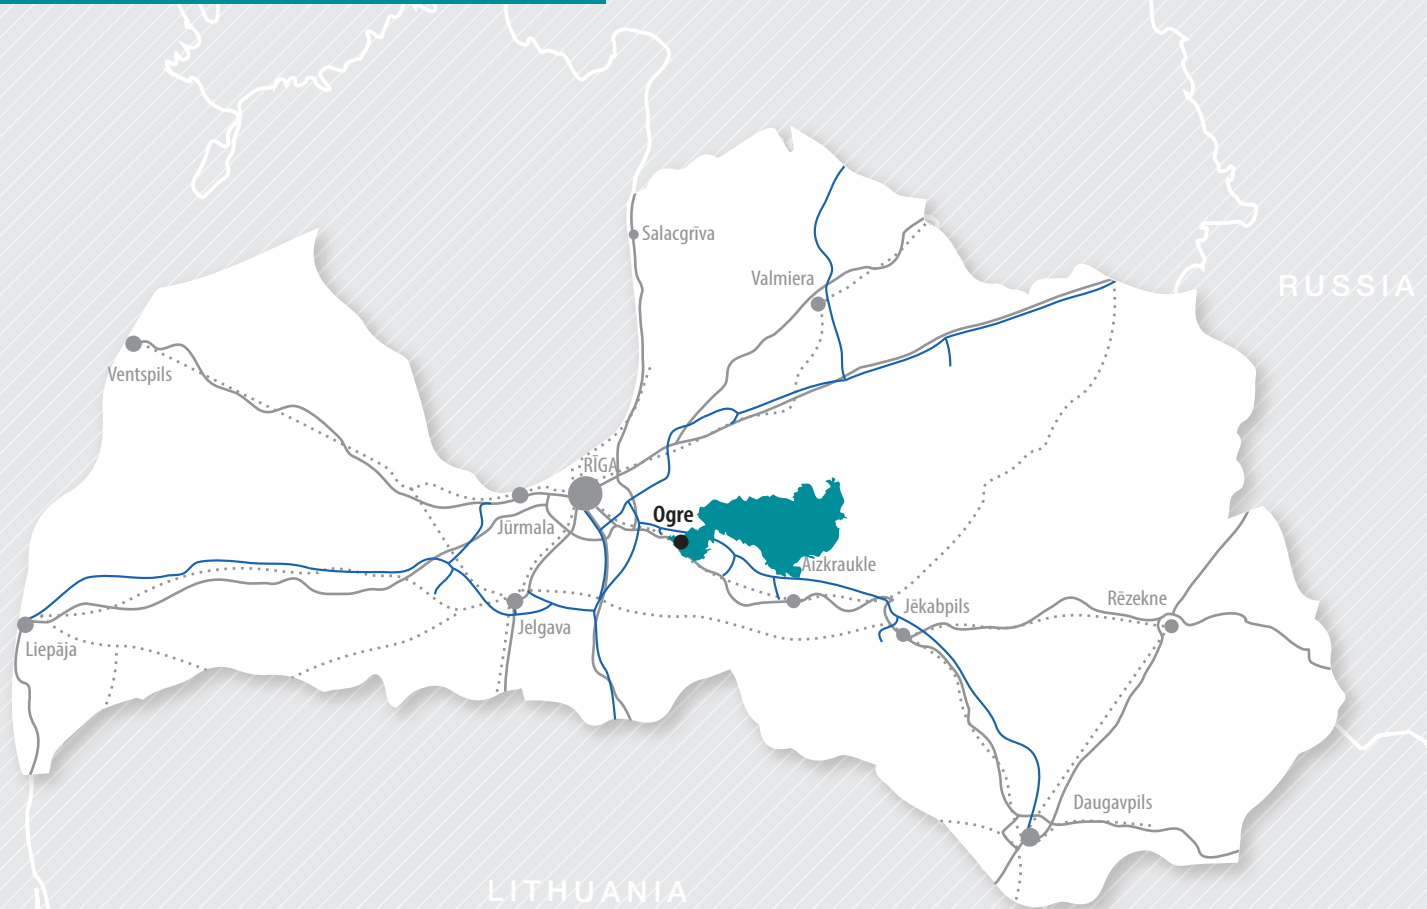 Salacgrīva
Valmiera
RUSSIA
Ventspils
RĪGA
Ogre
Jūrmala
Aizkraukle
Rēzekne
Jēkabpils
Jelgava
Liepāja
Daugavpils
LITHUANIA